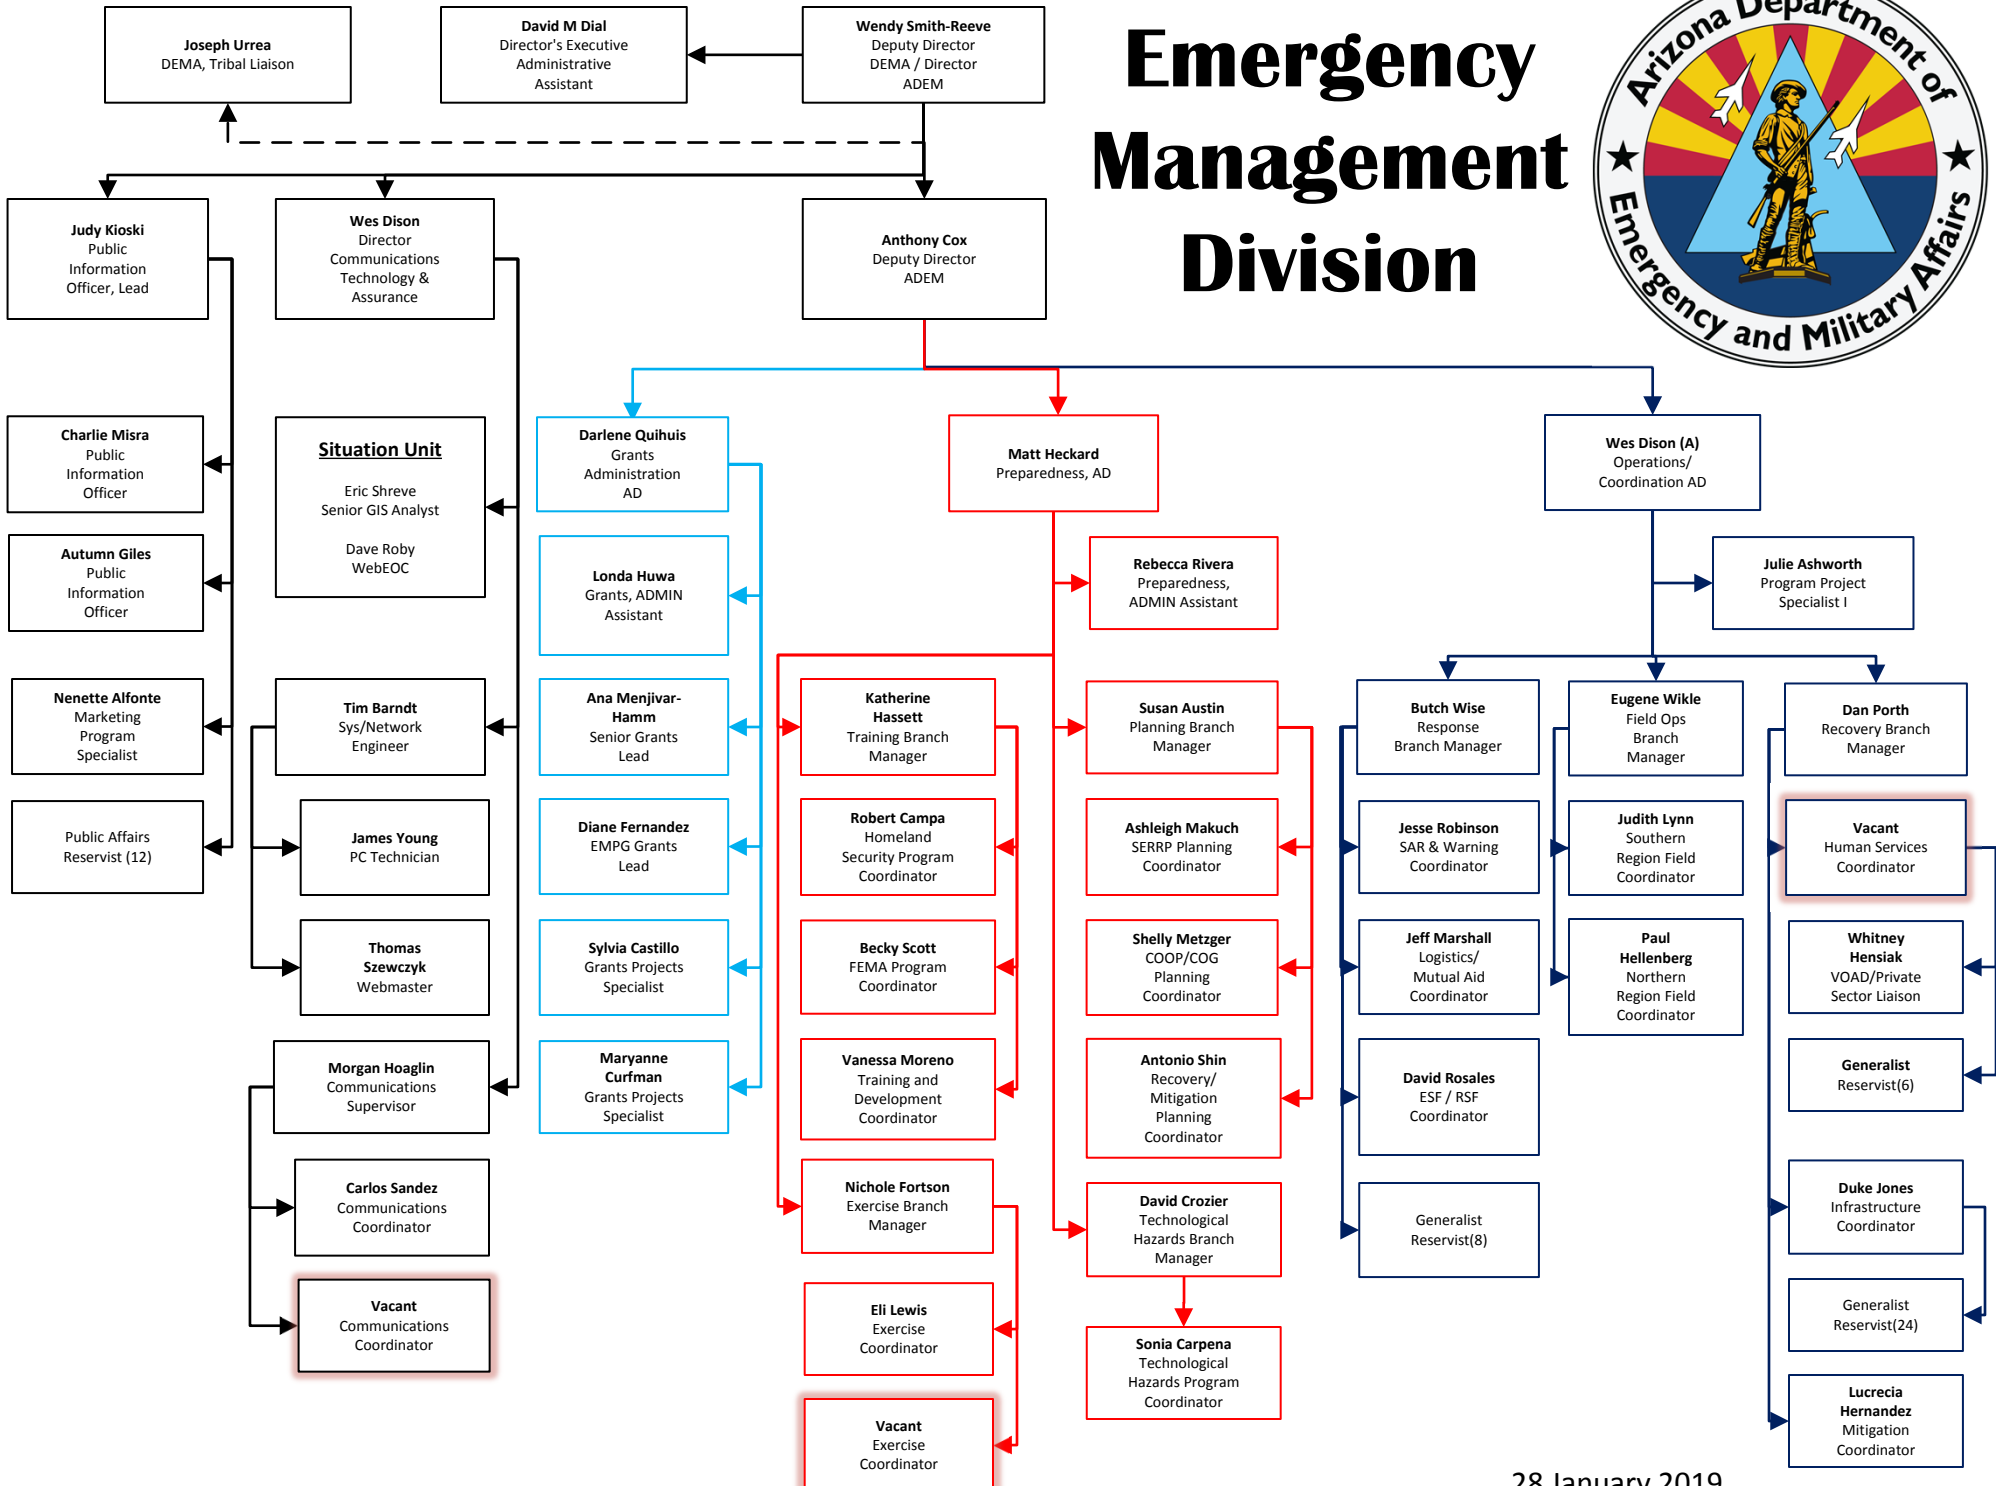 Emergency
Management
Division
Arizona Department of
Emergency and Military Affairs
Joseph Urrea
DEMA, Tribal Liaison
David M Dial
Director's Executive
Administrative
Assistant
Wendy Smith-Reeve
Deputy Director
DEMA / Director
ADEM
Judy Kioski
Public
Information
Officer, Lead
Wes Dison
Director
Communications
Technology &
Assurance
Anthony Cox
Deputy Director
ADEM
Charlie Misra
Public
Information
Officer
Autumn Giles
Public
Information
Officer
Nenette Alfonte
Marketing
Program
Specialist
Public Affairs
Reservist (12)
Situation Unit
Eric Shreve
Senior GIS Analyst
Dave Roby
WebEOC
Tim Barndt
Sys/Network
Engineer
James Young
PC Technician
Thomas
Szewczyk
Webmaster
Morgan Hoaglin
Communications
Supervisor
Carlos Sandez
Communications
Coordinator
Vacant
Communications
Coordinator
Darlene Quihuis
Grants
Administration
AD
Londa Huwa
Grants, ADMIN
Assistant
Ana Menjivar-
Hamm
Senior Grants
Lead
Diane Fernandez
EMPG Grants
Lead
Sylvia Castillo
Grants Projects
Specialist
Maryanne
Curfman
Grants Projects
Specialist
Matt Heckard
Preparedness, AD
Rebecca Rivera
Preparedness,
ADMIN Assistant
Katherine
Hassett
Training Branch
Manager
Robert Campa
Homeland
Security Program
Coordinator
Becky Scott
FEMA Program
Coordinator
Vanessa Moreno
Training and
Development
Coordinator
Nichole Fortson
Exercise Branch
Manager
Eli Lewis
Exercise
Coordinator
Vacant
Exercise
Coordinator
Susan Austin
Planning Branch
Manager
Ashleigh Makuch
SERRP Planning
Coordinator
Shelly Metzger
COOP/COG
Planning
Coordinator
Antonio Shin
Recovery/
Mitigation
Planning
Coordinator
David Crozier
Technological
Hazards Branch
Manager
Sonia Carpena
Technological
Hazards Program
Coordinator
Wes Dison (A)
Operations/
Coordination AD
Julie Ashworth
Program Project
Specialist I
Butch Wise
Response
Branch Manager
Jesse Robinson
SAR & Warning
Coordinator
Jeff Marshall
Logistics/
Mutual Aid
Coordinator
David Rosales
ESF / RSF
Coordinator
Generalist
Reservist(8)
Eugene Wikle
Field Ops
Branch
Manager
Judith Lynn
Southern
Region Field
Coordinator
Paul
Hellenberg
Northern
Region Field
Coordinator
Dan Porth
Recovery Branch
Manager
Vacant
Human Services
Coordinator
Whitney
Hensiak
VOAD/Private
Sector Liaison
Generalist
Reservist(6)
Duke Jones
Infrastructure
Coordinator
Generalist
Reservist(24)
Lucrecia
Hernandez
Mitigation
Coordinator
28 January 2019